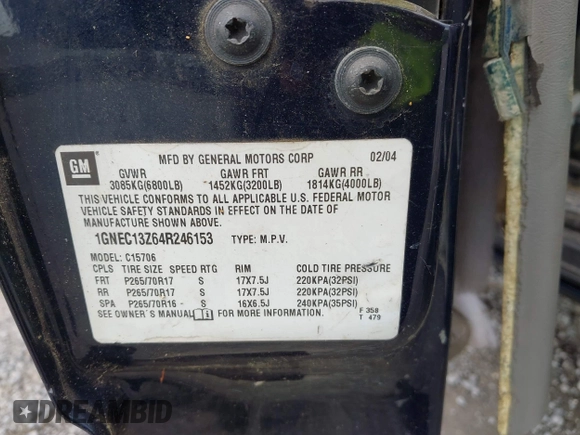 GM
MFD BY GENERAL MOTORS CORP 02/04
GVWR GAWR FRT GAWR RR
3085KG(6800LB) 1452KG(3200LB) 1814KG(4000LB)
THIS VEHICLE CONFORMS TO ALL APPLICABLE U.S. FEDERAL MOTOR
VEHICLE SAFETY STANDARDS IN EFFECT ON THE DATE OF
MANUFACTURE SHOWN ABOVE.
1GNEC13Z64R246153 TYPE: M.P.V.
MODEL: C15706
CPLS TIRE SIZE SPEED RTG RIM COLD TIRE PRESSURE
FRT P265/70R17 S 17X7.5J 220KPA(32PSI)
RR P265/70R17 S 17X7.5J 220KPA(32PSI)
SPA P265/70R16 S 16X6.5J 240KPA(35PSI)
SEE OWNER'S MANUAL FOR MORE INFORMATION.
F 358
T 479
DREAMBID